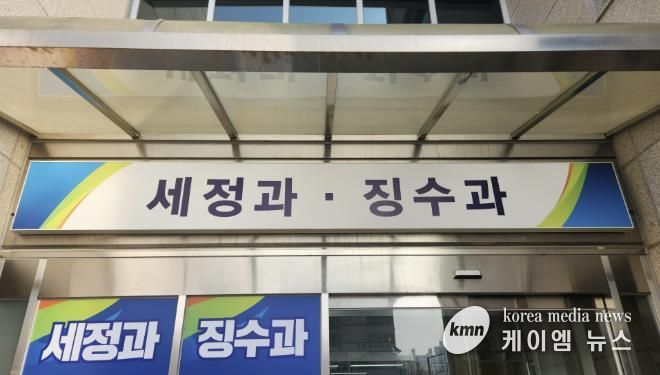 세정과 · 징수과
세정과
징수과
kmn
korea media news
케이엠 뉴스